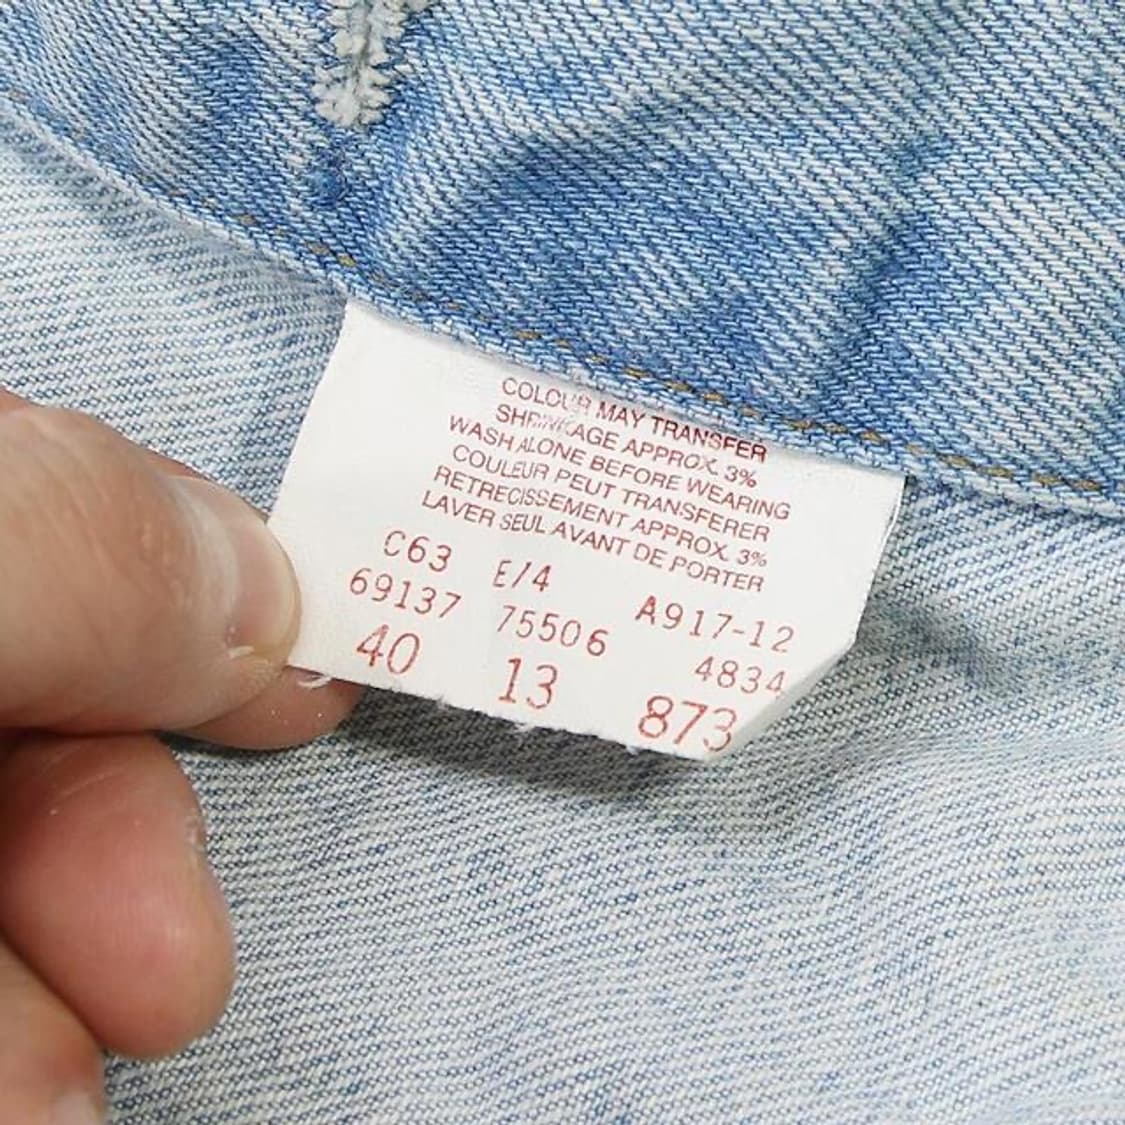 COLOUR MAY TRANSFER
SHRINKAGE APPROX. 3%
WASH ALONE BEFORE WEARING
COULEUR PEUT TRANSFERER
RETRECISSEMENT APPROX. 3%
LAVER SEUL AVANT DE PORTER
C63 E/4 A917-12
69137 75506 4834
40 13 873